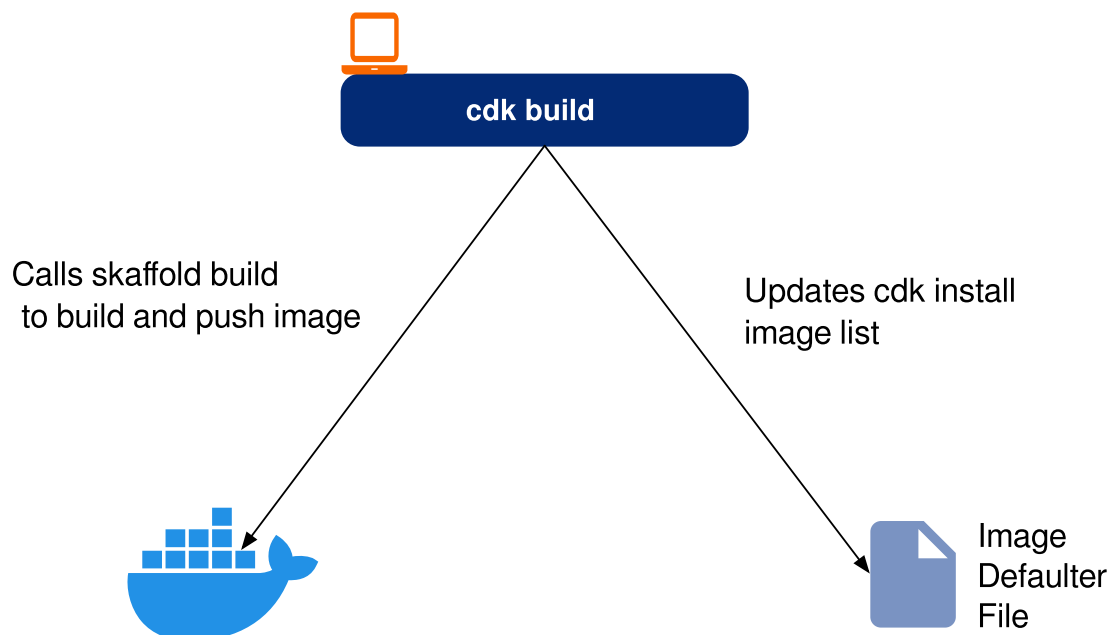 cdk build
Calls skaffold build
to build and push image
Updates cdk install
image list
Image
Defaulter
File